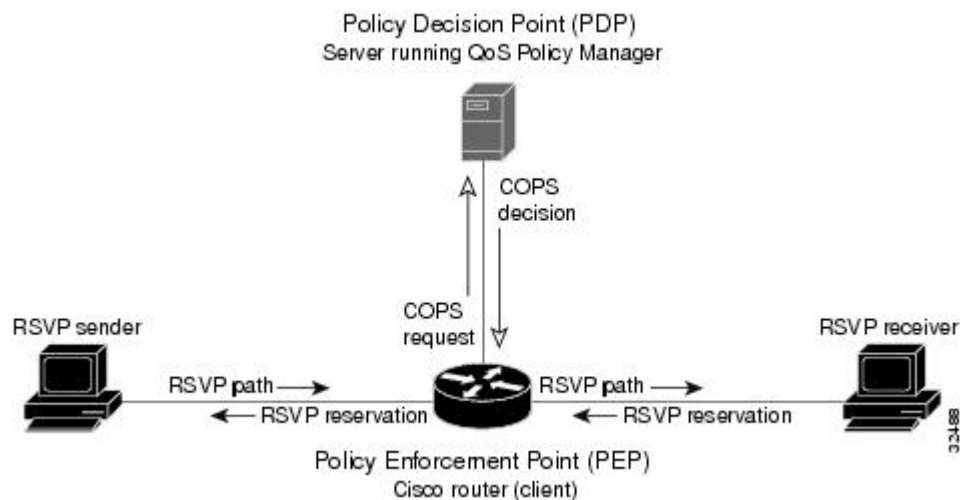 Policy Decision Point (PDP)
Server running QoS Policy Manager
COPS
decision
COPS
request
RSVP sender
RSVP receiver
RSVP path
RSVP path
RSVP reservation
RSVP reservation
Policy Enforcement Point (PEP)
Cisco router (client)
32488